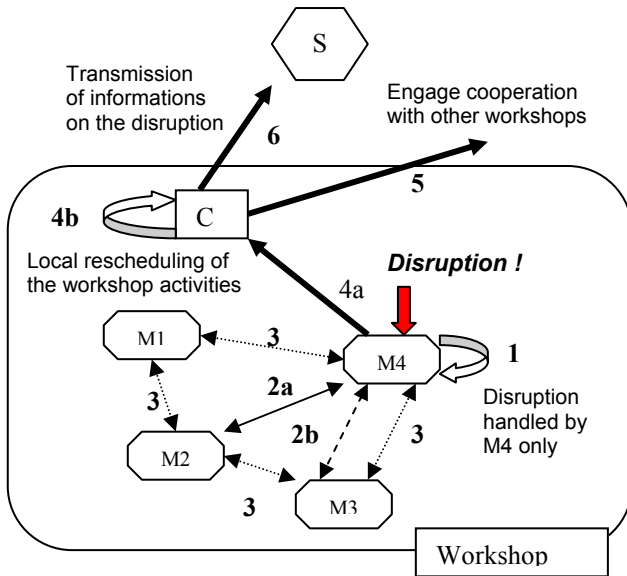 S
Transmission
of informations
on the disruption
6
Engage cooperation
with other workshops
5
4b
C
Local rescheduling of
the workshop activities
4a
Disruption !
M1
3
M4
1
2a
3
Disruption
handled by
M4 only
2b
3
M2
3
M3
Workshop